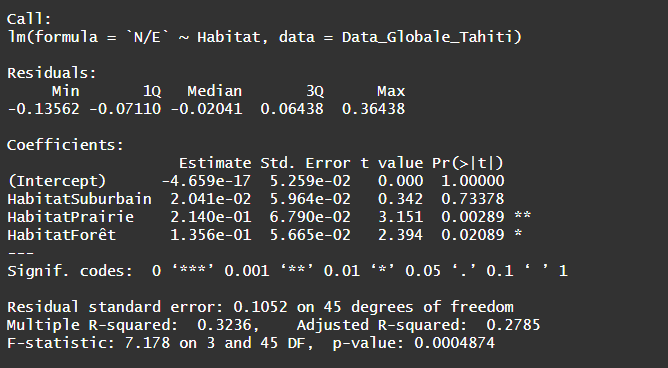 Call:
lm(formula = `N/E` ~ Habitat, data = Data_Globale_Tahiti)
Residuals:
Min 1Q Median 3Q Max
-0.13562 -0.07110 -0.02041 0.06438 0.36438
Coefficients:
Estimate Std. Error t value Pr(>|t|)
(Intercept) -4.659e-17 5.259e-02 0.000 1.00000
HabitatSuburbain 2.041e-02 5.964e-02 0.342 0.73378
HabitatPrairie 2.140e-01 6.790e-02 3.151 0.00289 **
HabitatForêt 1.356e-01 5.665e-02 2.394 0.02089 *
---
Signif. codes: 0 ‘***’ 0.001 ‘**’ 0.01 ‘*’ 0.05 ‘.’ 0.1 ‘ ’ 1
Residual standard error: 0.1052 on 45 degrees of freedom
Multiple R-squared: 0.3236, Adjusted R-squared: 0.2785
F-statistic: 7.178 on 3 and 45 DF, p-value: 0.0004874